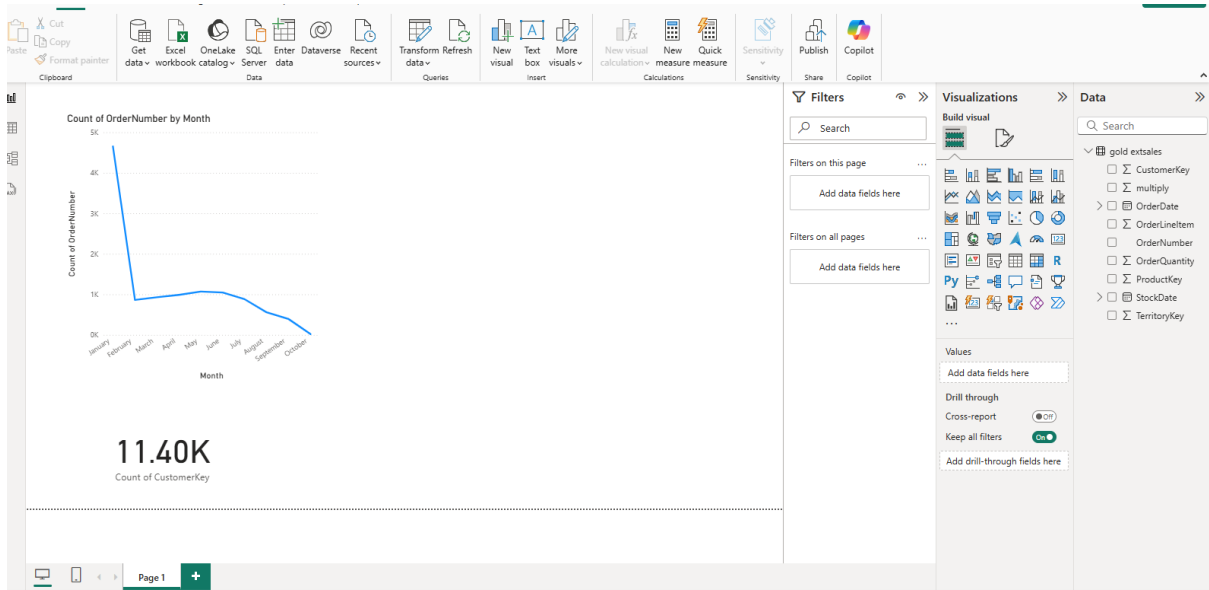 Paste
Cut
Copy
Format painter
Clipboard
Get data
Excel workbook
OneLake catalog
SQL Server
Enter data
Dataverse
Recent sources
Data
Transform data
Refresh
Queries
New visual
Text box
More visuals
Insert
New visual calculation
New measure
Quick measure
Calculations
Sensitivity
Sensitivity
Publish
Share
Copilot
Copilot
Count of OrderNumber by Month
5K
4K
3K
2K
1K
0K
Count of OrderNumber
January
February
March
April
May
June
July
August
September
October
Month
11.40K
Count of CustomerKey
Filters
Search
Filters on this page
...
Add data fields here
Filters on all pages
...
Add data fields here
Visualizations
Build visual
123
R
Py
123
...
Values
Add data fields here
Drill through
Cross-report
Off
Keep all filters
On
Add drill-through fields here
Data
Search
gold extsales
CustomerKey
multiply
OrderDate
OrderLineItem
OrderNumber
OrderQuantity
ProductKey
StockDate
TerritoryKey
Page 1